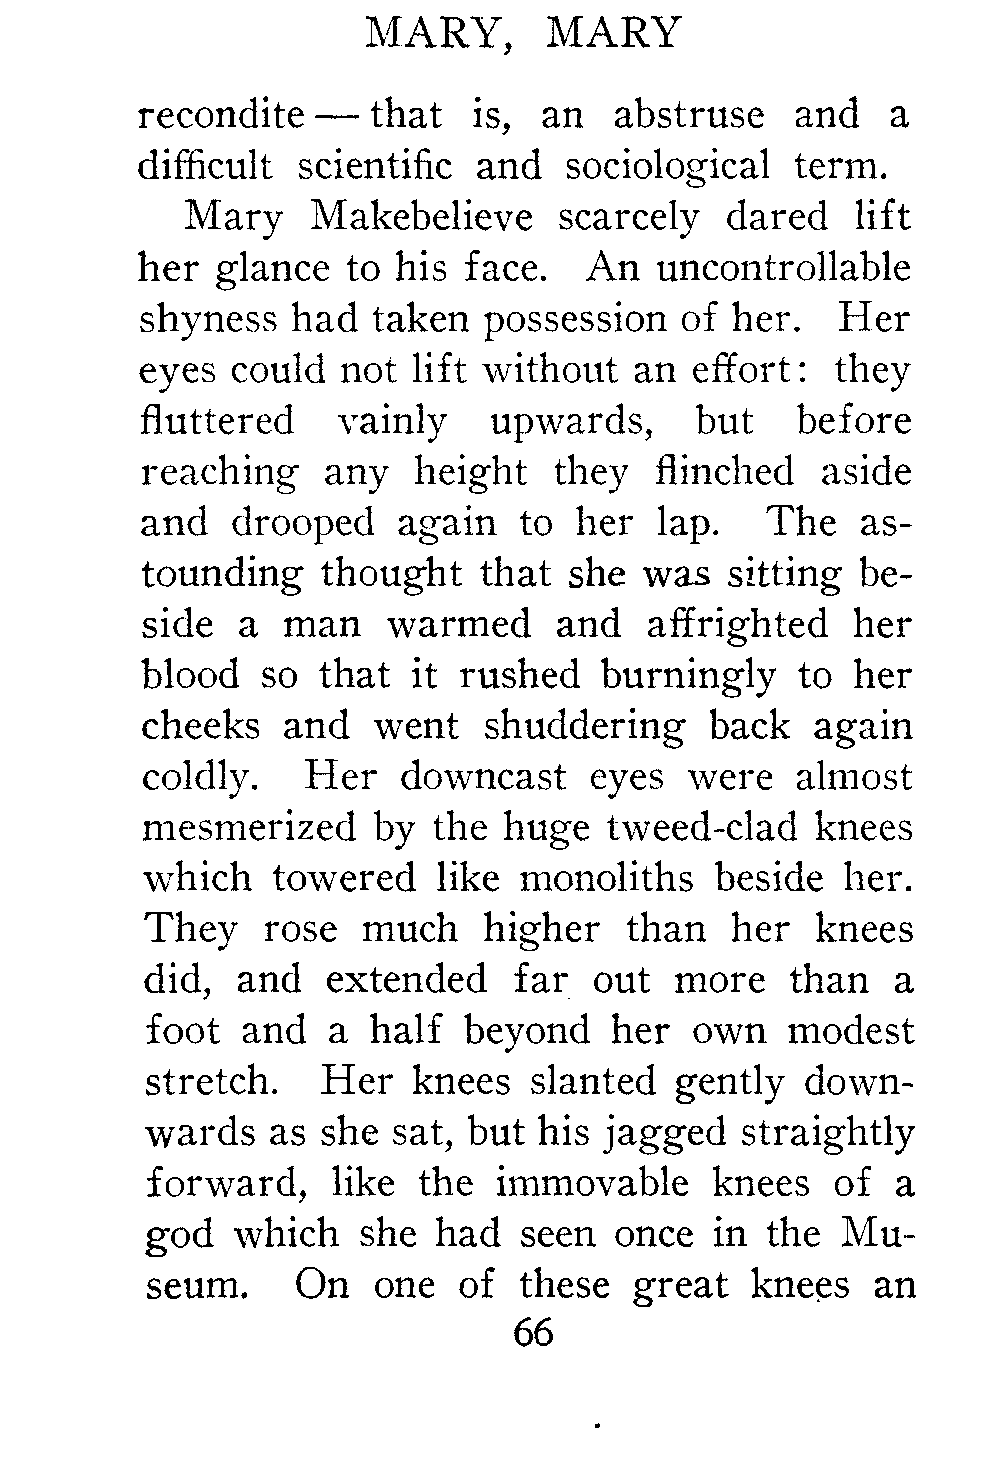 MARY, MARY
recondite — that is, an abstruse and a
difficult scientific and sociological term.
Mary Makebelieve scarcely dared lift
her glance to his face. An uncontrollable
shyness had taken possession of her. Her
eyes could not lift without an effort: they
fluttered vainly upwards, but before
reaching any height they flinched aside
and drooped again to her lap. The as-
tounding thought that she was sitting be-
side a man warmed and affrighted her
blood so that it rushed burningly to her
cheeks and went shuddering back again
coldly. Her downcast eyes were almost
mesmerized by the huge tweed-clad knees
which towered like monoliths beside her.
They rose much higher than her knees
did, and extended far out more than a
foot and a half beyond her own modest
stretch. Her knees slanted gently down-
wards as she sat, but his jagged straightly
forward, like the immovable knees of a
god which she had seen once in the Mu-
seum. On one of these great knees an
66